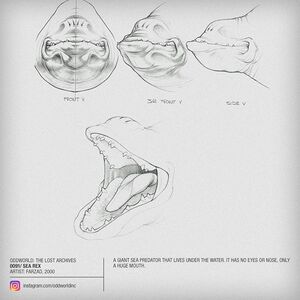 FRONT V
3/4 FRONT V
SIDE V
ODDWORLD: THE LOST ARCHIVES
0091/ SEA REX
ARTIST: FARZAD, 2000
A GIANT SEA PREDATOR THAT LIVES UNDER THE WATER. IT HAS NO EYES OR NOSE, ONLY
A HUGE MOUTH.
instagram.com/oddworldinc